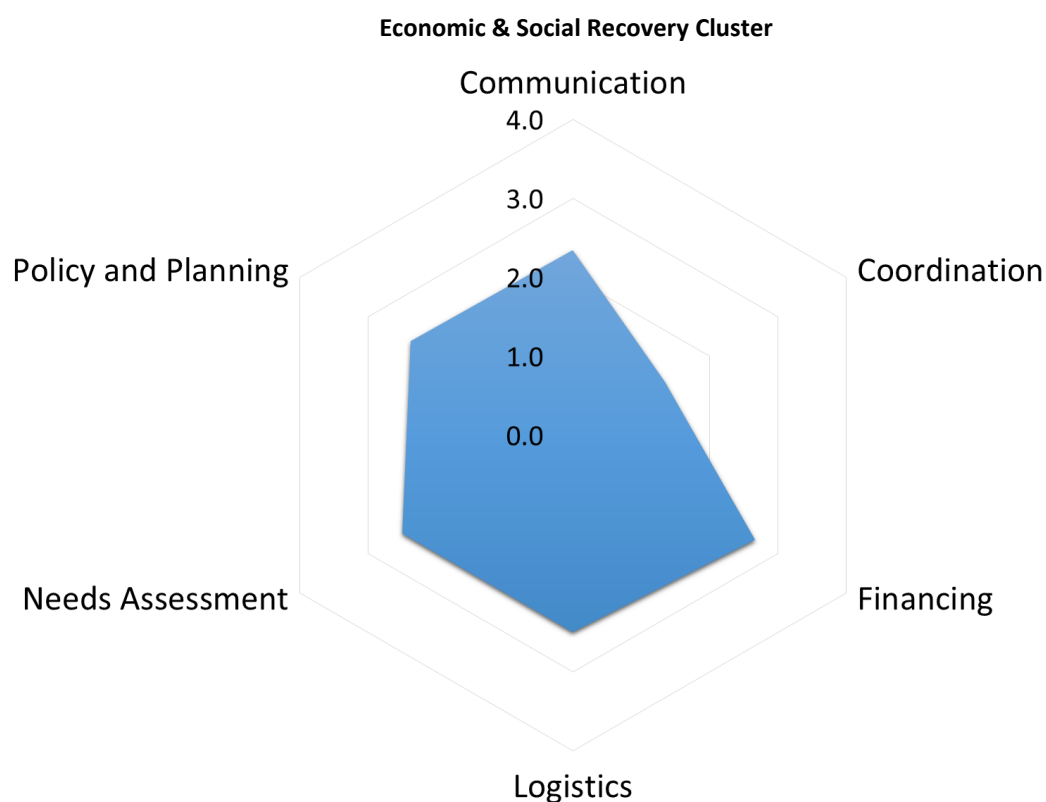 Economic & Social Recovery Cluster
Communication
4.0
3.0
2.0
1.0
0.0
Policy and Planning
Coordination
Needs Assessment
Financing
Logistics